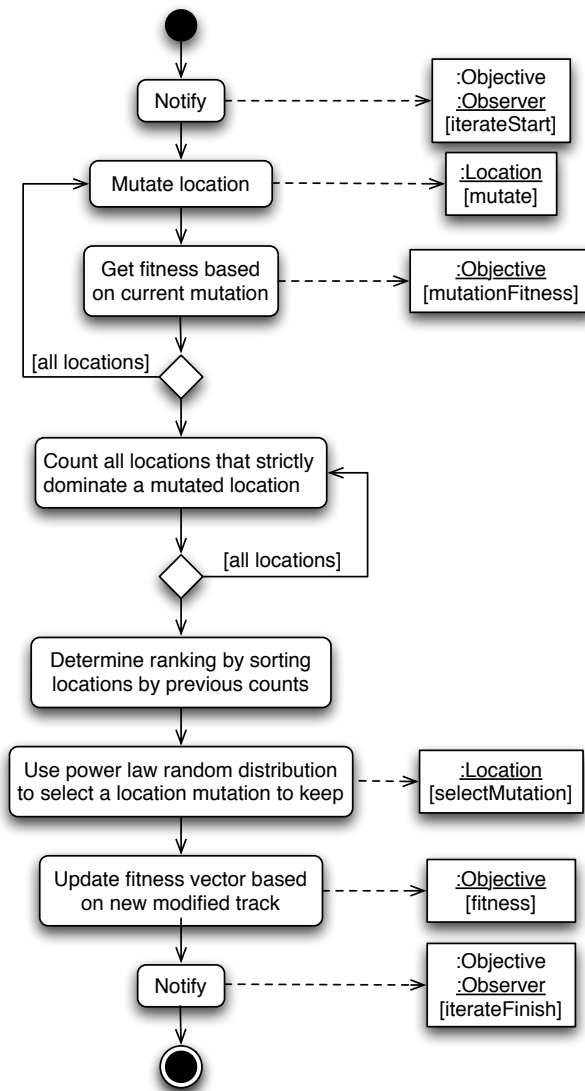 Notify
:Objective
:Observer
[iterateStart]
Mutate location
:Location
[mutate]
Get fitness based
on current mutation
:Objective
[mutationFitness]
[all locations]
Count all locations that strictly
dominate a mutated location
[all locations]
Determine ranking by sorting
locations by previous counts
Use power law random distribution
to select a location mutation to keep
:Location
[selectMutation]
Update fitness vector based
on new modified track
:Objective
[fitness]
Notify
:Objective
:Observer
[iterateFinish]